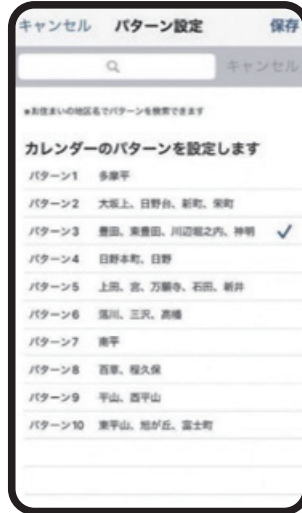 キャンセル パターン設定 保存
キャンセル
※お住まいの地区名でパターンを検索できます
カレンダーのパターンを設定します
パターン1 多摩平
パターン2 大坂上、日野台、新町、栄町
パターン3 豊田、東豊田、川辺堀之内、神明
パターン4 日野本町、日野
パターン5 上田、宮、万願寺、石田、新井
パターン6 落川、三沢、高幡
パターン7 南平
パターン8 百草、程久保
パターン9 平山、西平山
パターン10 東平山、旭が丘、富士町